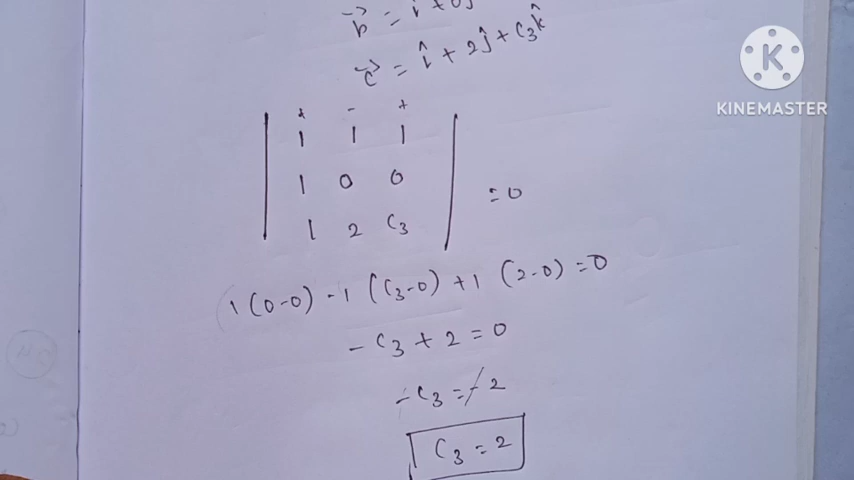 b⃗ = î + 0ĵ
c⃗ = î + 2ĵ + C₃k̂
K
KINEMASTER
+ - +
| 1 1 1 |
| 1 0 0 | = 0
| 1 2 C₃ |
1 (0-0) - 1 (C₃-0) + 1 (2-0) = 0
- C₃ + 2 = 0
- C₃ = - 2
C₃ = 2